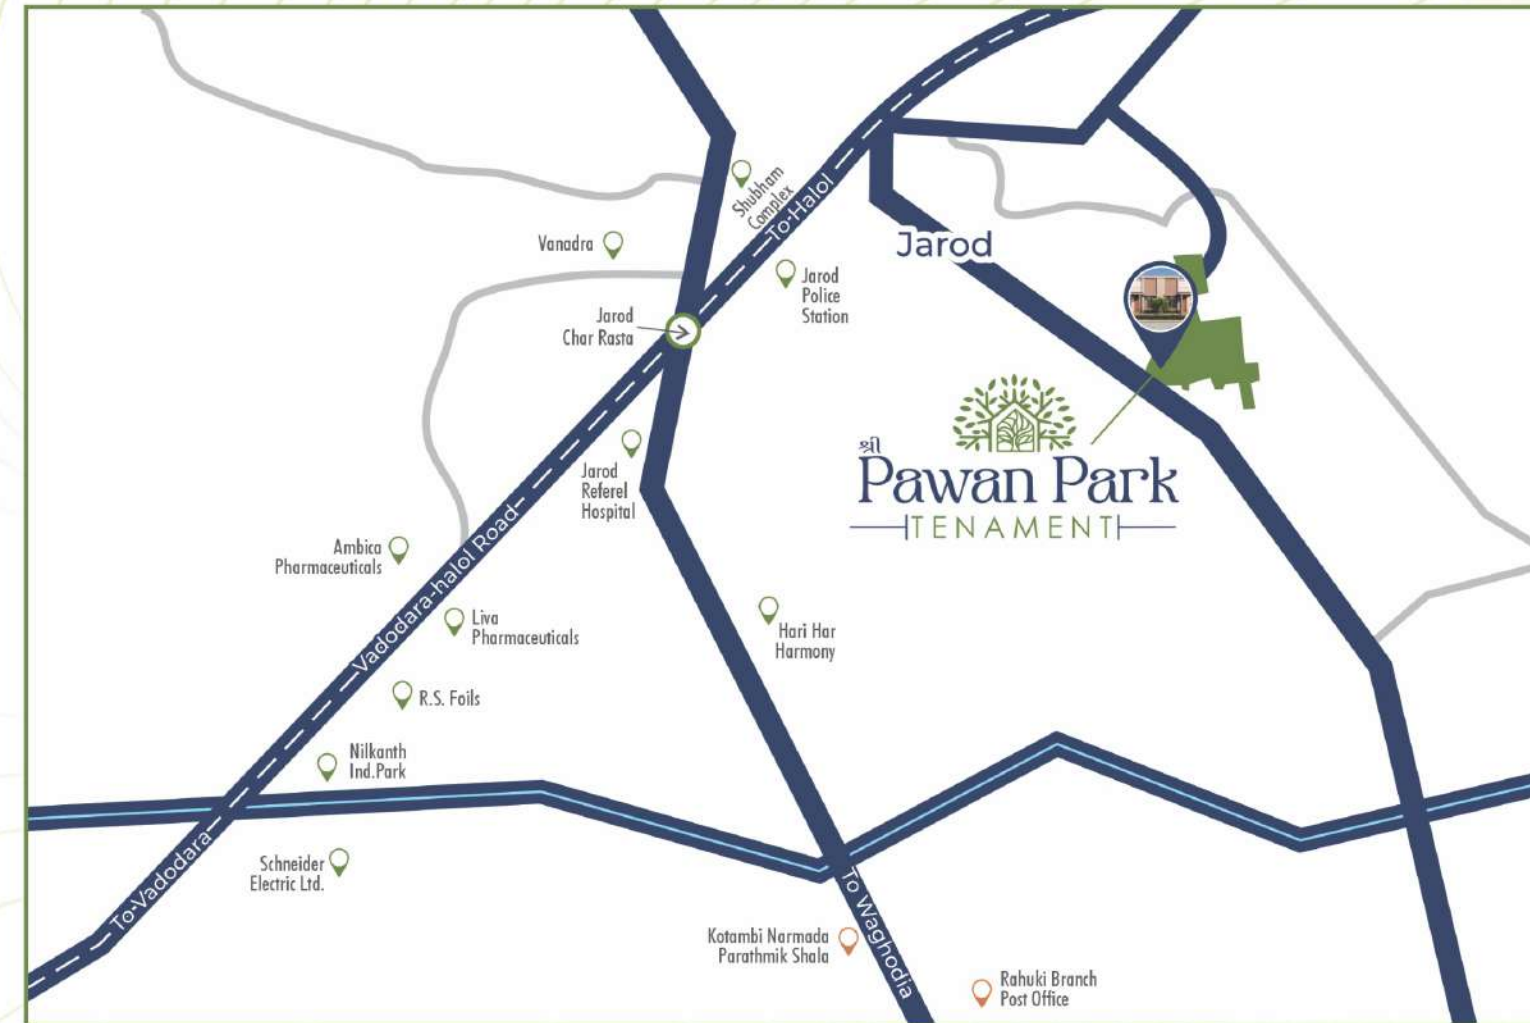 Shubham
Complex
To-Halol
Vanadra
Jarod
Jarod
Police
Station
Jarod
Char Rasta
श्री
Pawan Park
TENAMENT
Jarod
Referel
Hospital
Vadodara-halol Road
Ambica
Pharmaceuticals
Liva
Pharmaceuticals
Hari Har
Harmony
R.S. Foils
Nilkanth
Ind.Park
To-Vadodara
Schneider
Electric Ltd.
To Waghodia
Kotambi Narmada
Parathmik Shala
Rahuki Branch
Post Office